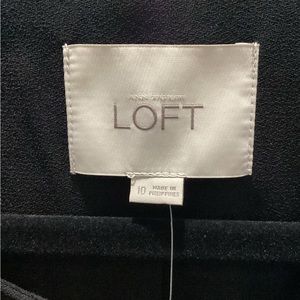 ANN TAYLOR
LOFT
10
MADE IN
PHILIPPINES